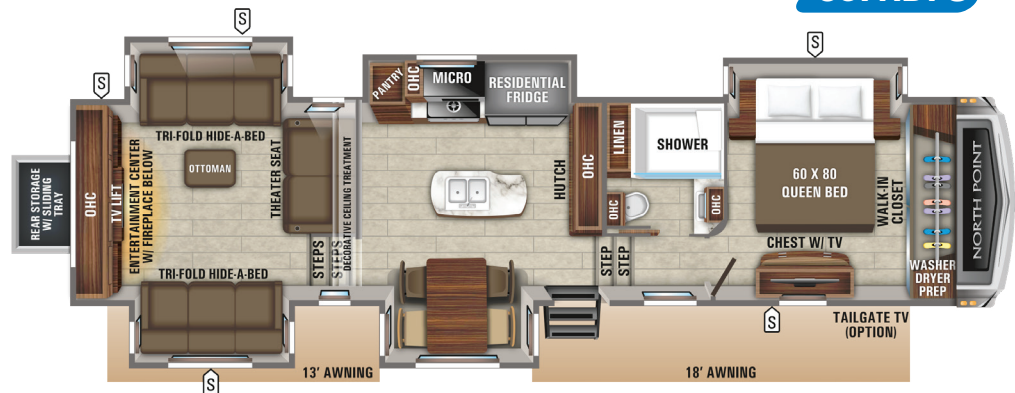 S
S
S
PANTRY
OHC
MICRO
RESIDENTIAL
FRIDGE
TRI-FOLD HIDE-A-BED
OTTOMAN
THEATER SEAT
DECORATIVE CEILING TREATMENT
REAR STORAGE
W/ SLIDING
TRAY
OHC
TV LIFT
ENTERTAINMENT CENTER
W/ FIREPLACE BELOW
HUTCH
OHC
LINEN
SHOWER
OHC
OHC
60 X 80
QUEEN BED
WALK-IN
CLOSET
NORTH POINT
CHEST W/ TV
STEPS
STEPS
STEP
STEP
TRI-FOLD HIDE-A-BED
WASHER
DRYER
PREP
TAILGATE TV
(OPTION)
S
13' AWNING
18' AWNING
S